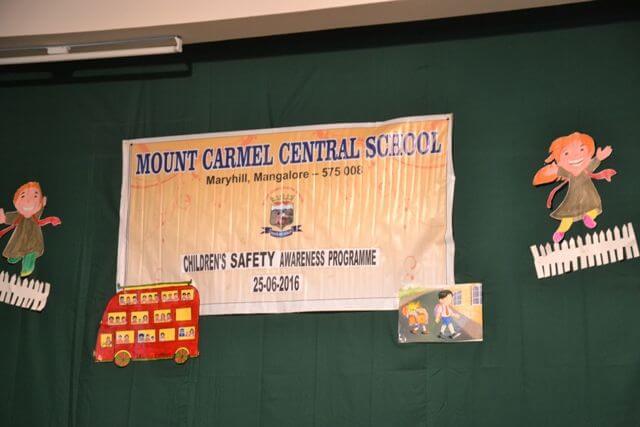 MOUNT CARMEL CENTRAL SCHOOL
Maryhill, Mangalore – 575 008
CHILDREN'S SAFETY AWARENESS PROGRAMME
25-06-2016